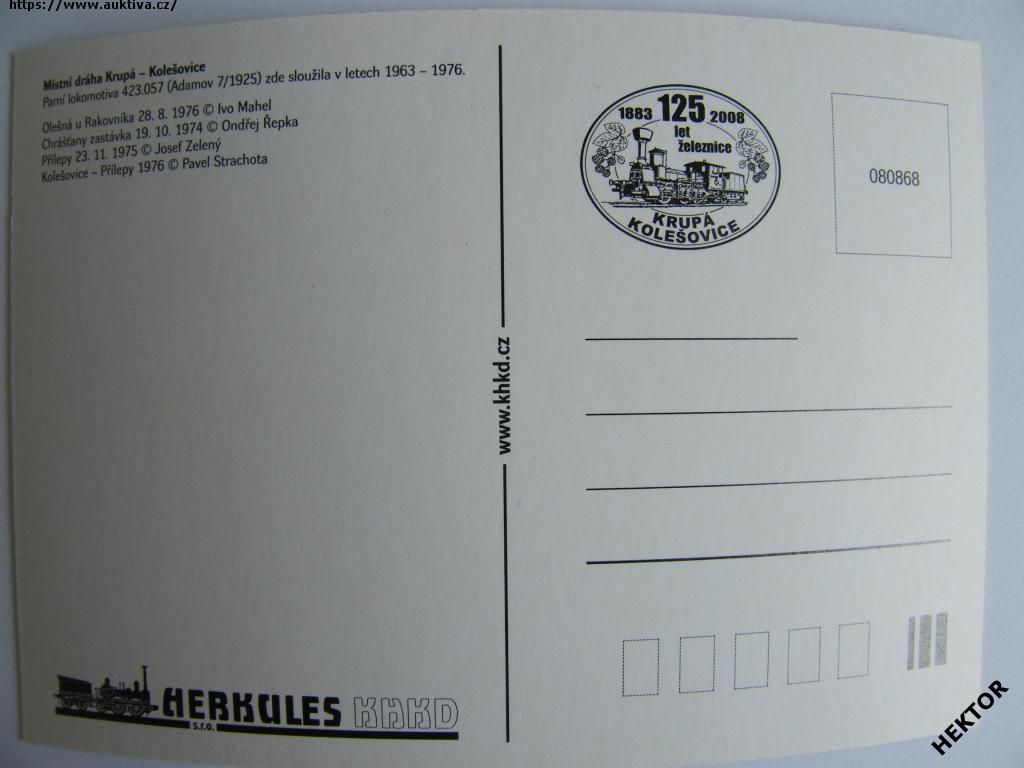 https://www.auktiva.cz/
Místní dráha Krupá – Kolešovice
Parní lokomotiva 423.057 (Adamov 7/1925) zde sloužila v letech 1963 – 1976.
Olešná u Rakovníka 28. 8. 1976 © Ivo Mahel
Chrášťany zastávka 19. 10. 1974 © Ondřej Řepka
Přílepy 23. 11. 1975 © Josef Zelený
Kolešovice – Přílepy 1976 © Pavel Strachota
1883 125 2008
let
železnice
KRUPÁ
KOLEŠOVICE
080868
www.khkd.cz
HERKULES KHKD
s.r.o.
HEKTOR